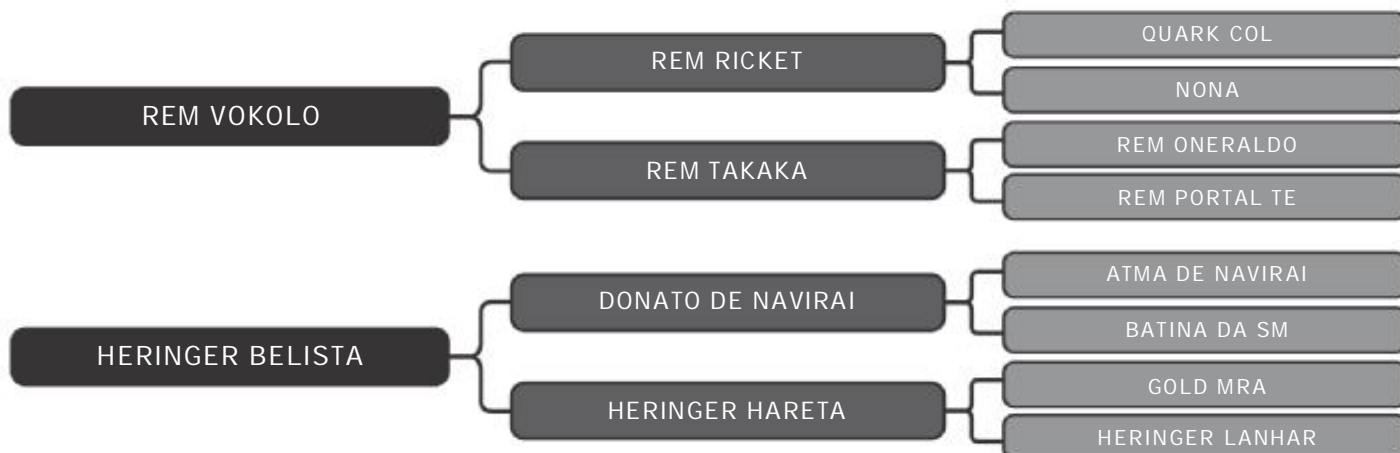 QUARK COL
REM RICKET
NONA
REM VOKOLO
REM ONERALDO
REM TAKAKA
REM PORTAL TE
ATMA DE NAVIRAI
DONATO DE NAVIRAI
BATINA DA SM
HERINGER BELISTA
GOLD MRA
HERINGER HARETA
HERINGER LANHAR